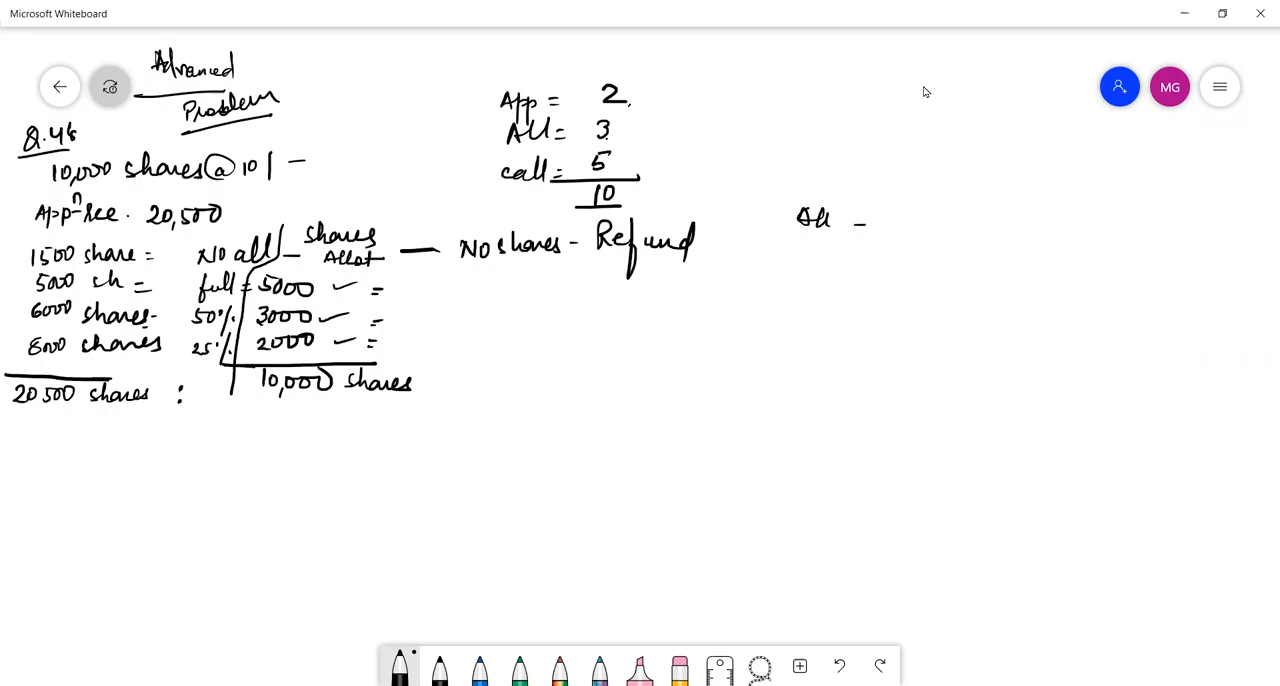 Microsoft Whiteboard
Advanced
Problem
MG
Q.46
10,000 shares @ 10/-
Appn Rec. 20,500
1500 share = No all/- Shares Allot — NO shares - Refund
5000 sh = full = 5000 ✓ =
6000 shares- 50% 3000 ✓ =
8000 shares 25% 2000 ✓ =
20500 shares : 10,000 shares
App = 2.
All = 3
call = 5
10
All -